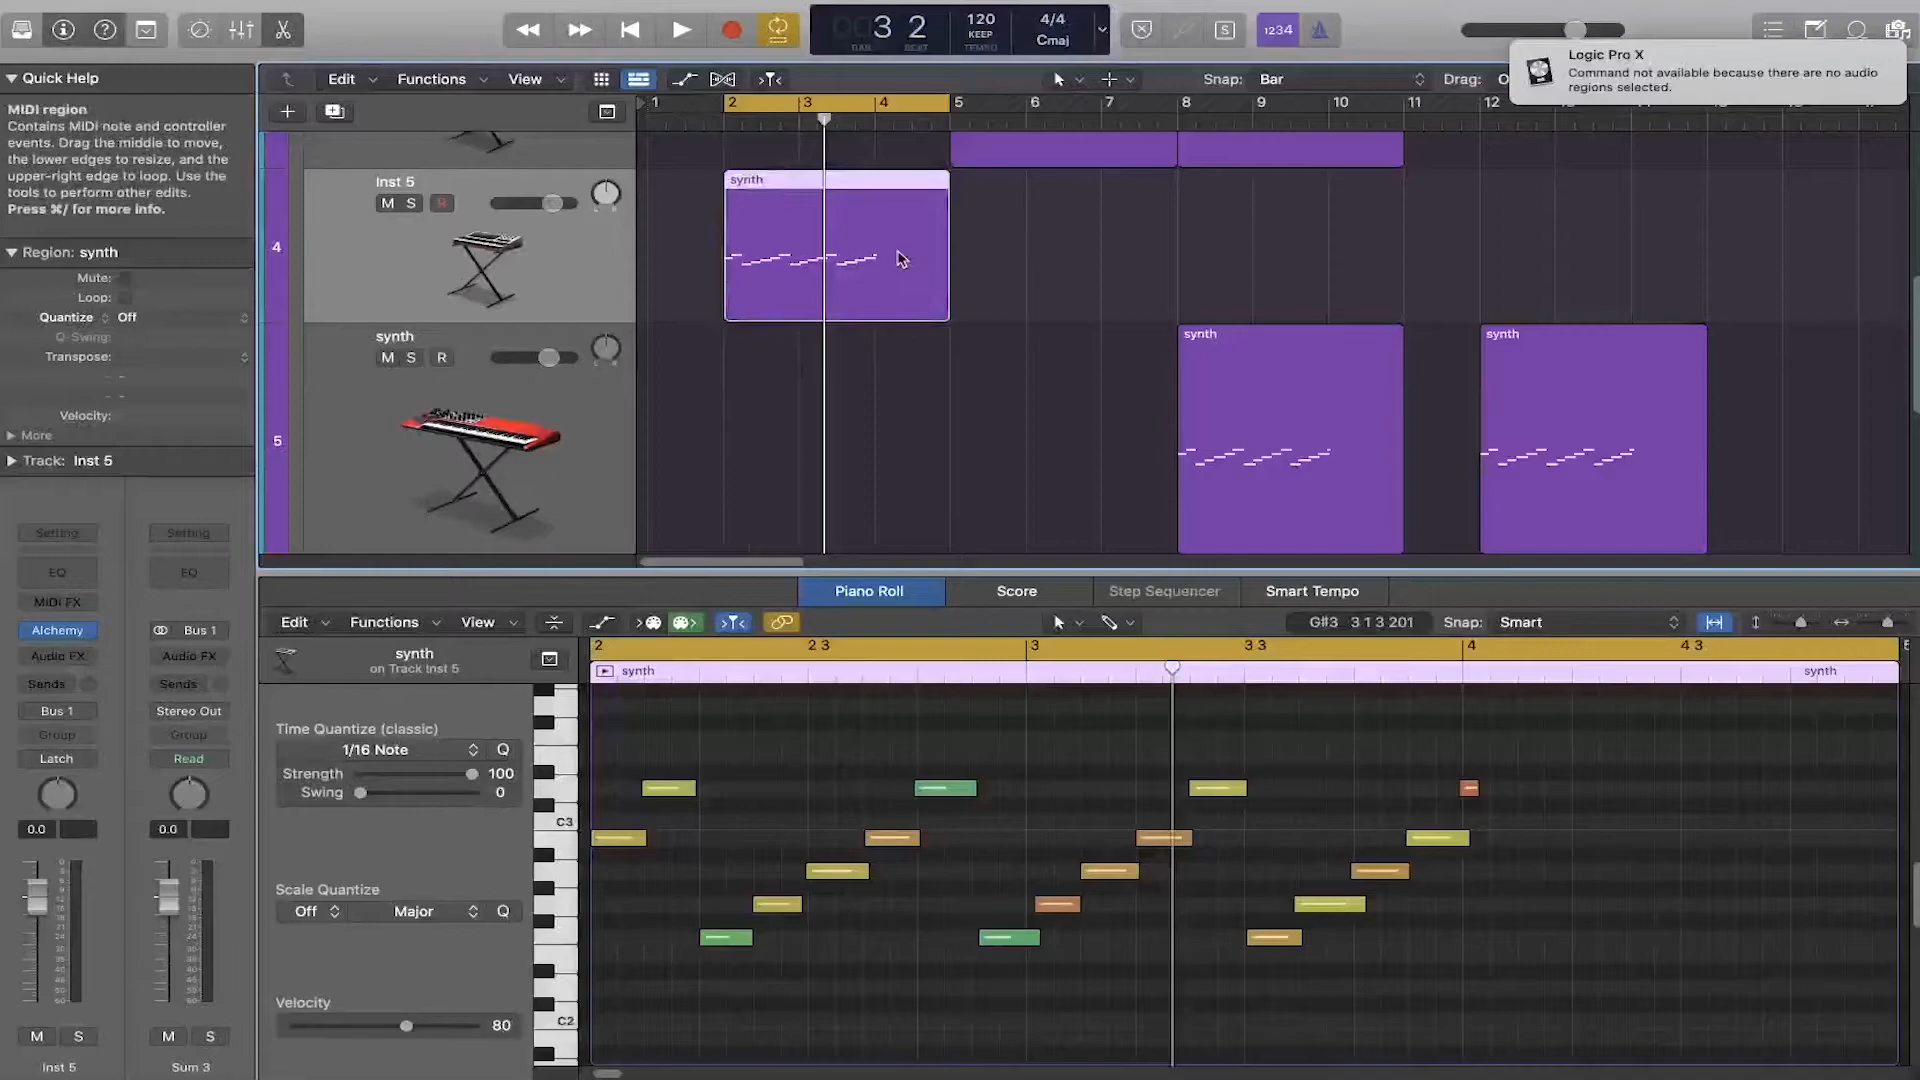 3 2
BAR BEAT
120
KEEP
TEMPO
4/4
Cmaj
S
1234
Logic Pro X
Command not available because there are no audio
regions selected.
Quick Help
MIDI region
Contains MIDI note and controller
events. Drag the middle to move,
the lower edges to resize, and the
upper-right edge to loop. Use the
tools to perform other edits.
Press ⌘/ for more info.
Region: synth
Mute:
Loop:
Quantize Off
Q-Swing:
Transpose:
Velocity:
More
Track: Inst 5
Edit Functions View Snap: Bar Drag:
1 2 3 4 5 6 7 8 9 10 11 12
4
Inst 5
M S R
synth
5
synth
M S R
synth synth
Setting Setting
EQ EQ
MIDI FX
Alchemy Bus 1
Audio FX Audio FX
Sends Sends
Bus 1 Stereo Out
Group Group
Latch Read
0.0 0.0
M S M S
Inst 5 Sum 3
Piano Roll Score Step Sequencer Smart Tempo
Edit Functions View G#3 3 1 3 201 Snap: Smart
synth
on Track Inst 5
2 2 3 3 3 3 4 4 3
synth synth
Time Quantize (classic)
1/16 Note Q
Strength 100
Swing 0
Scale Quantize
Off Major Q
Velocity
80
C3
C2